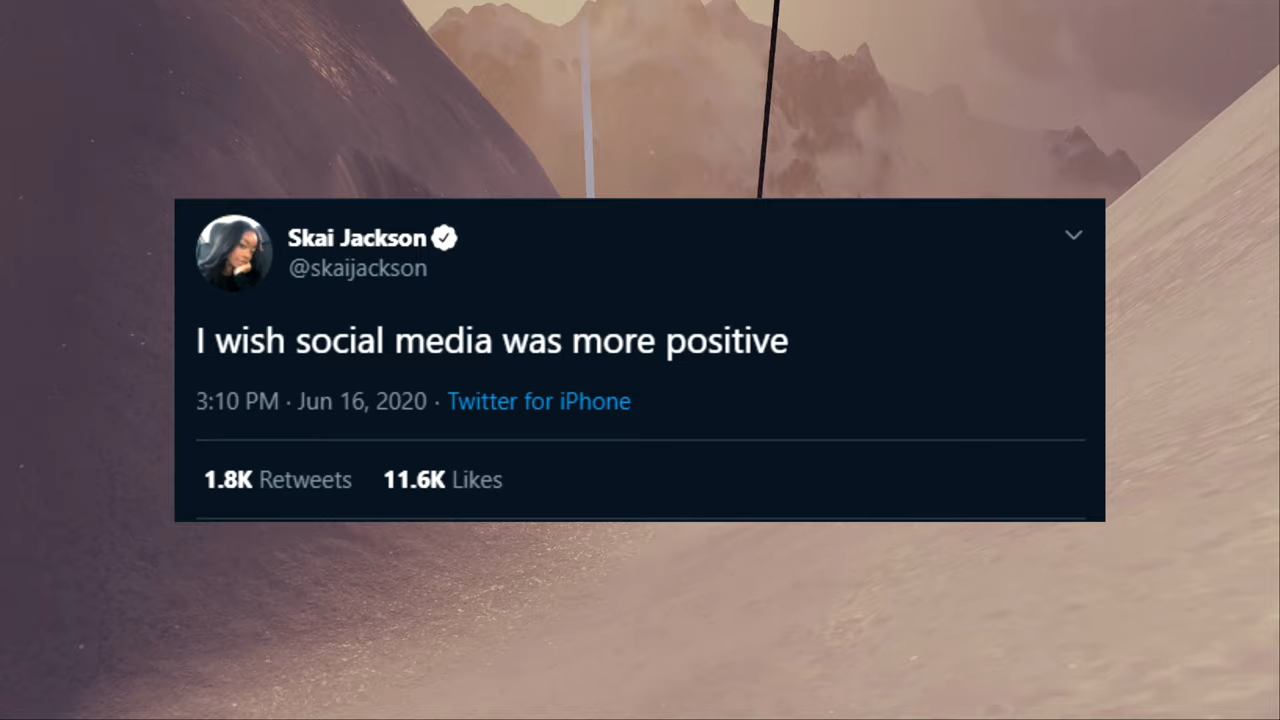 Skai Jackson
@skaijackson
I wish social media was more positive
3:10 PM · Jun 16, 2020 · Twitter for iPhone
1.8K Retweets 11.6K Likes